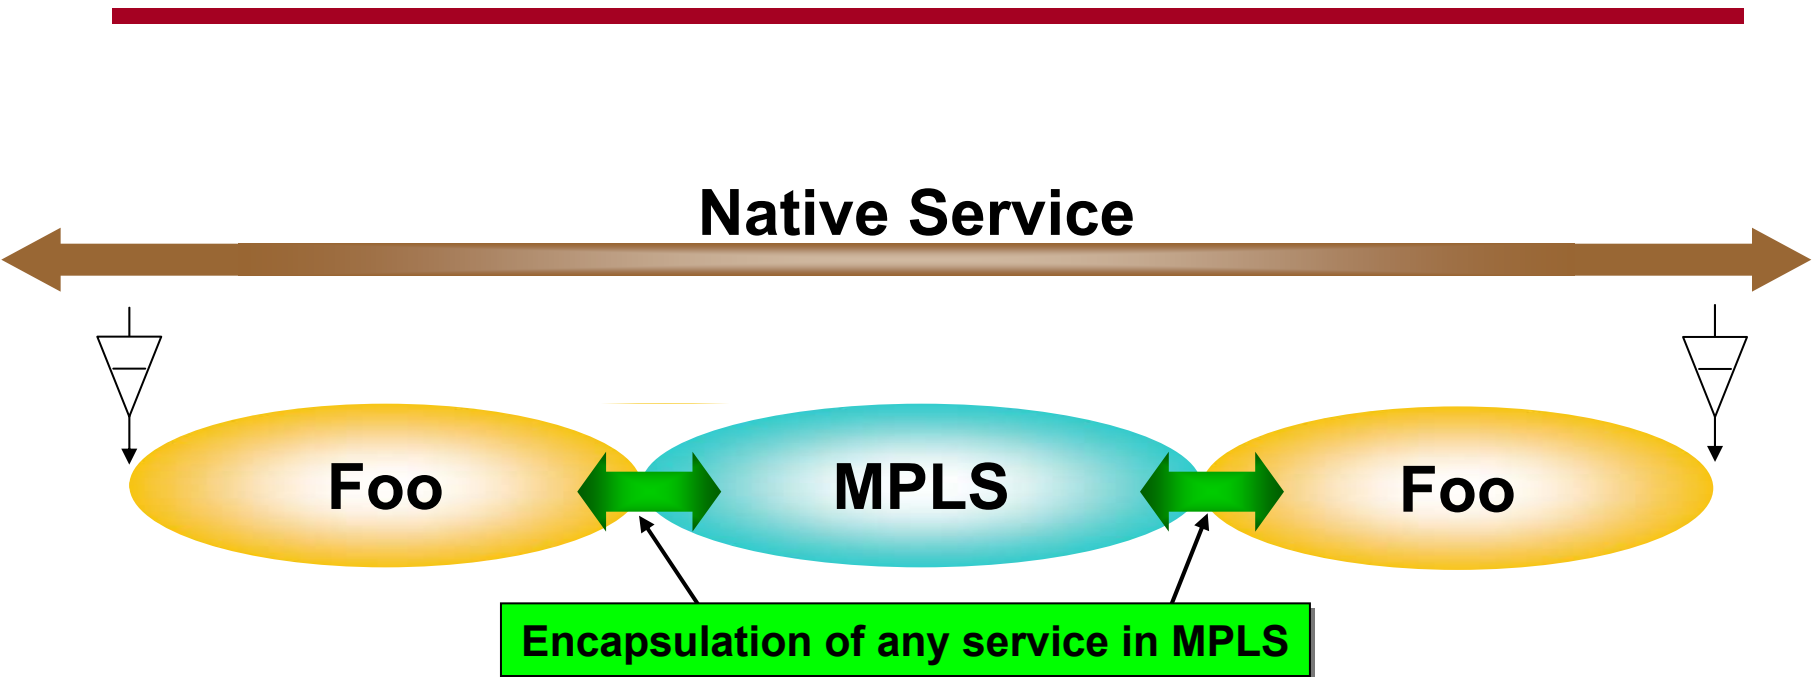 Native Service
Foo
MPLS
Foo
Encapsulation of any service in MPLS